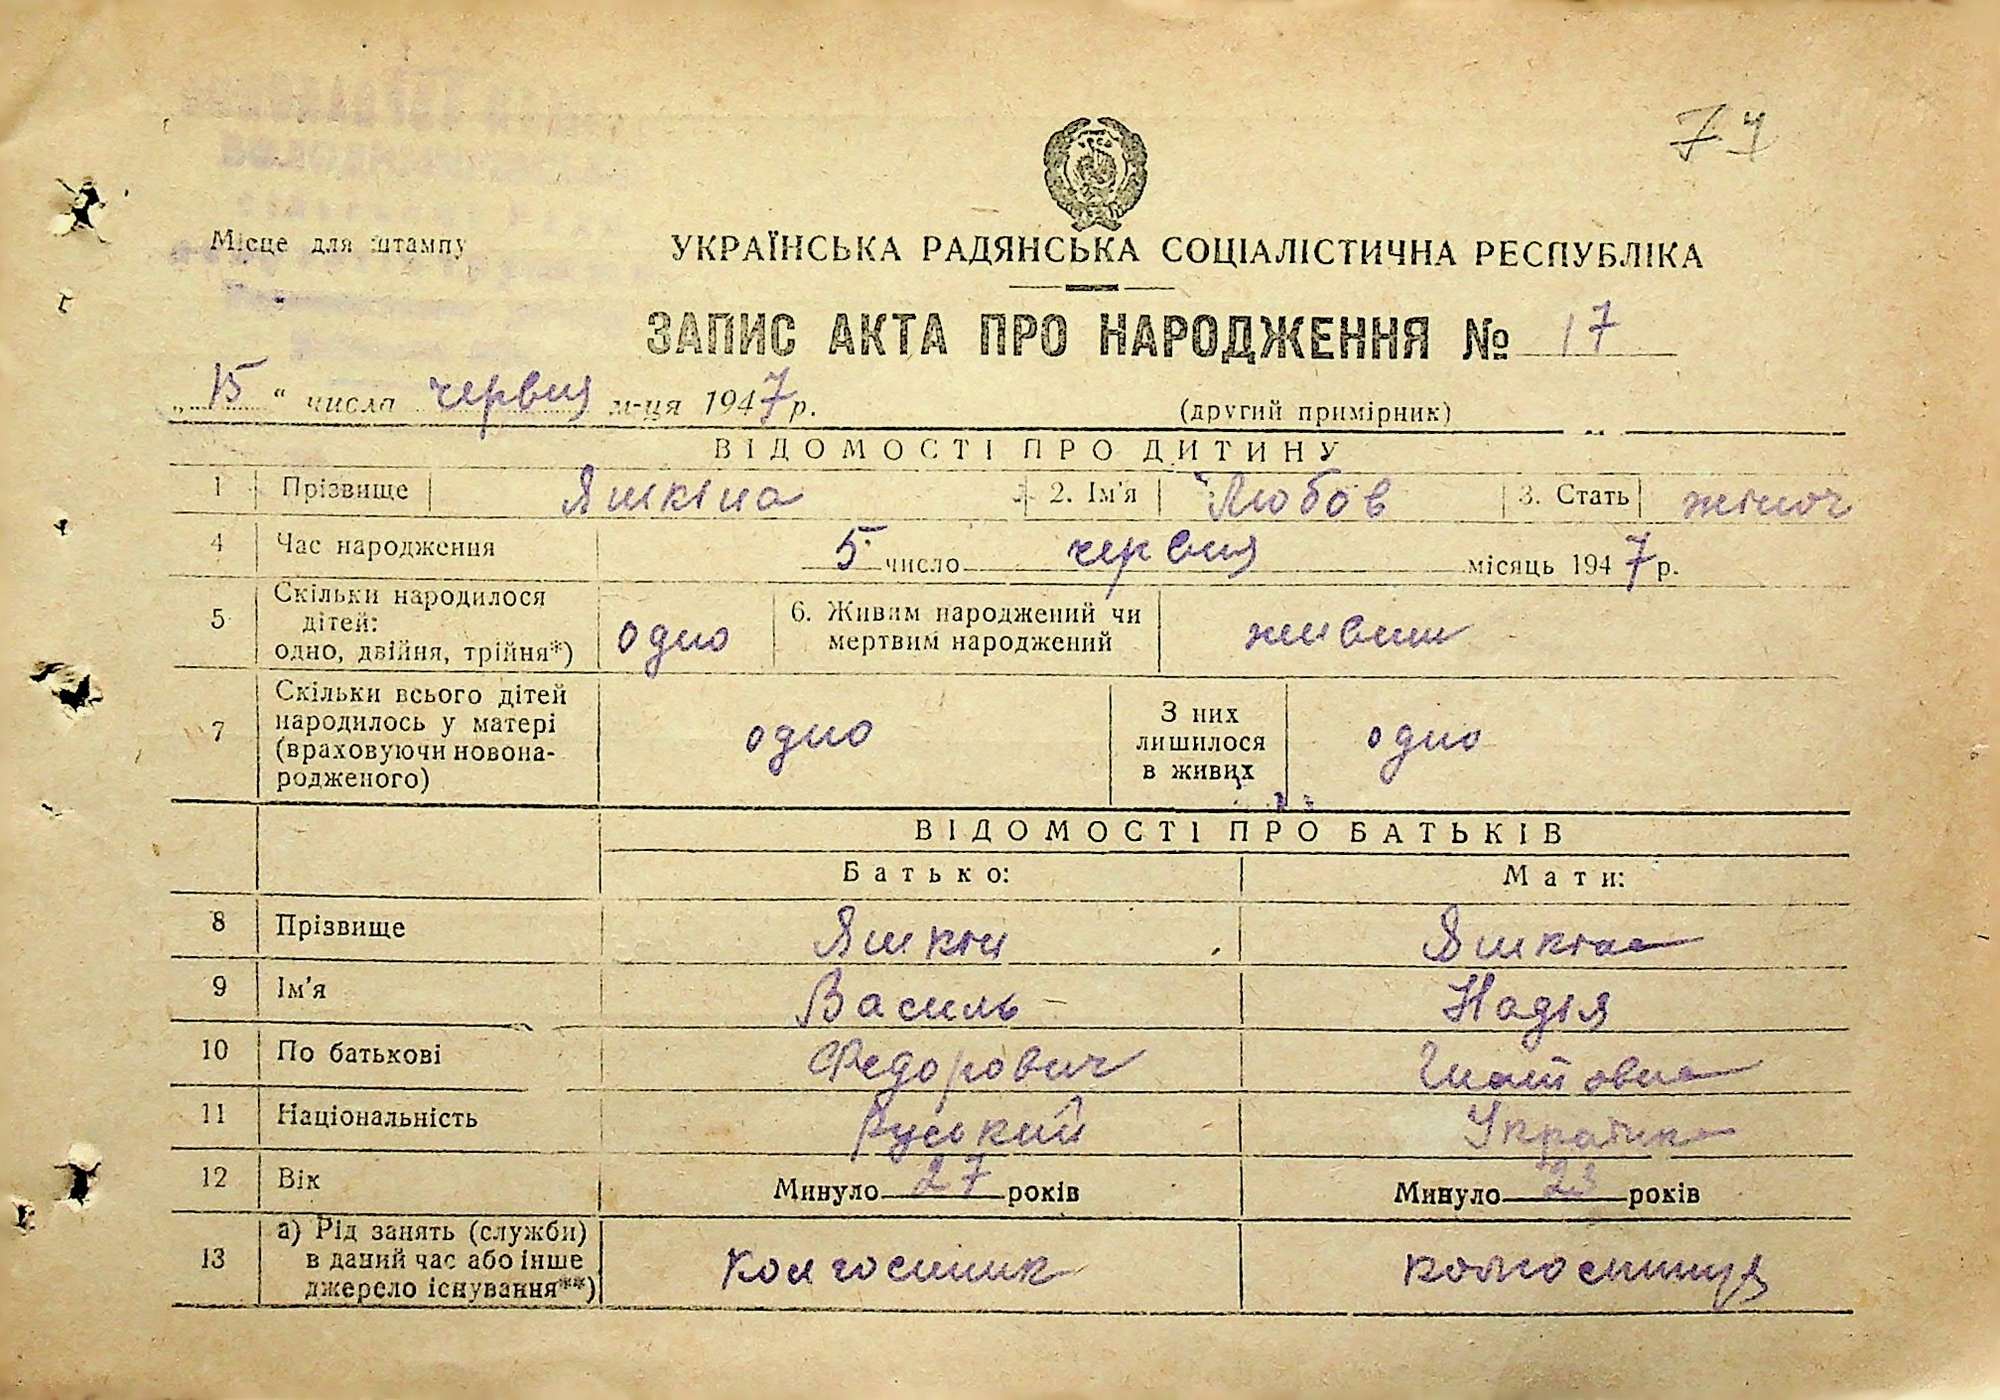 74
Місце для штампу
УКРАЇНСЬКА РАДЯНСЬКА СОЦІАЛІСТИЧНА РЕСПУБЛІКА
ЗАПИС АКТА ПРО НАРОДЖЕННЯ № 17
„15“ числа червня м-ця 1947 р.
(другий примірник)
ВІДОМОСТІ ПРО ДИТИНУ
1 Прізвище Яшкіна 2. Ім'я Любов 3. Стать жіноч
4 Час народження 5 число червня місяць 1947 р.
5 Скільки народилося дітей: одно, двійня, трійня*) одно 6. Живим народжений чи мертвим народжений живим
7 Скільки всього дітей народилось у матері (враховуючи новонародженого) одно З них лишилося в живих одно
ВІДОМОСТІ ПРО БАТЬКІВ
Батько: Мати:
8 Прізвище Яшкін Яшкіна
9 Ім'я Василь Надія
10 По батькові Федорович Гнатовна
11 Національність Руський Українка
12 Вік Минуло 27 років Минуло 23 років
13 а) Рід занять (служби) в даний час або інше джерело існування**) колгоспник колгоспниця